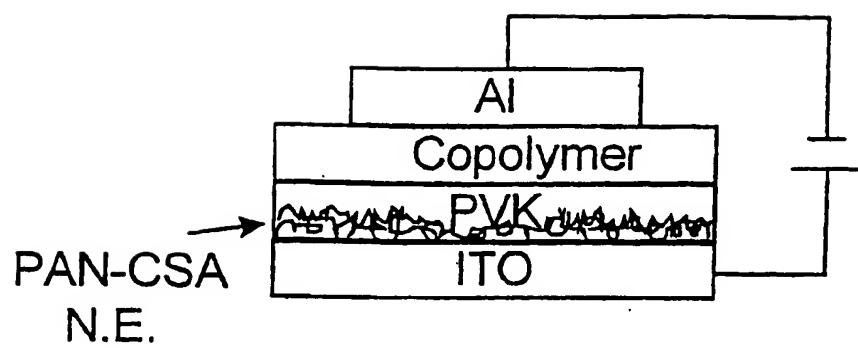 Al
Copolymer
PVK
ITO
PAN-CSA
N.E.